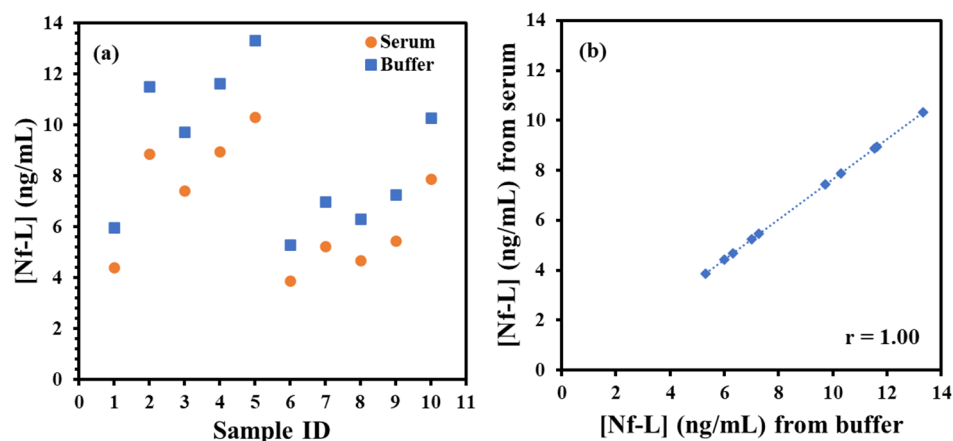 (a)
Serum
Buffer
[Nf-L] (ng/mL)
14
12
10
8
6
4
2
0
0 1 2 3 4 5 6 7 8 9 10 11
Sample ID
(b)
[Nf-L] (ng/mL) from serum
14
12
10
8
6
4
2
0
r = 1.00
0 2 4 6 8 10 12 14
[Nf-L] (ng/mL) from buffer